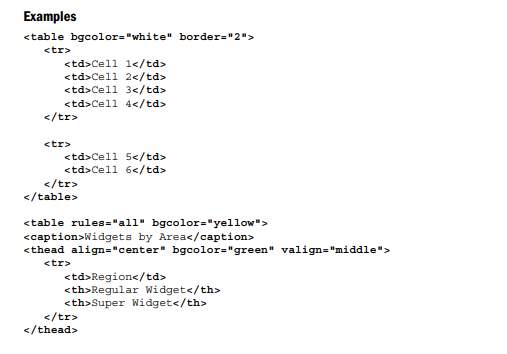 Examples
<table bgcolor="white" border="2">
<tr>
<td>Cell 1</td>
<td>Cell 2</td>
<td>Cell 3</td>
<td>Cell 4</td>
</tr>
<tr>
<td>Cell 5</td>
<td>Cell 6</td>
</tr>
</table>
<table rules="all" bgcolor="yellow">
<caption>Widgets by Area</caption>
<thead align="center" bgcolor="green" valign="middle">
<tr>
<td>Region</td>
<th>Regular Widget</th>
<th>Super Widget</th>
</tr>
</thead>